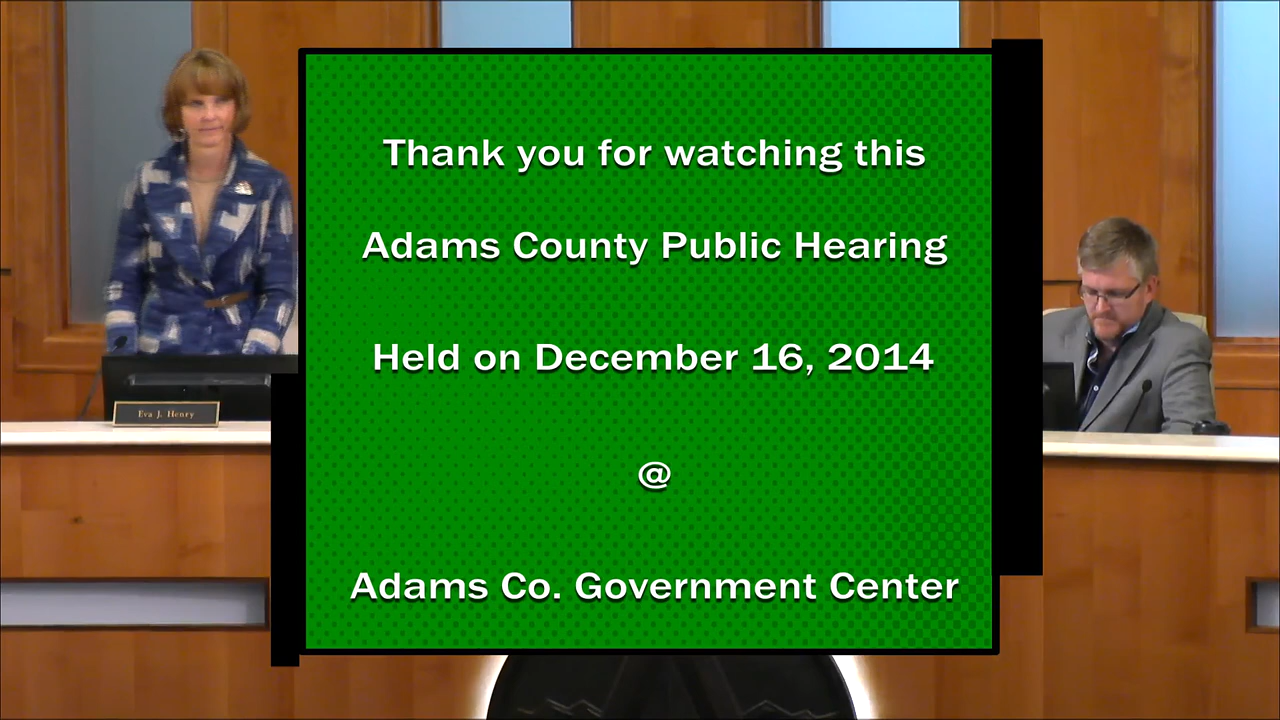 Thank you for watching this
Adams County Public Hearing
Held on December 16, 2014
@
Adams Co. Government Center
Eva J. Henry